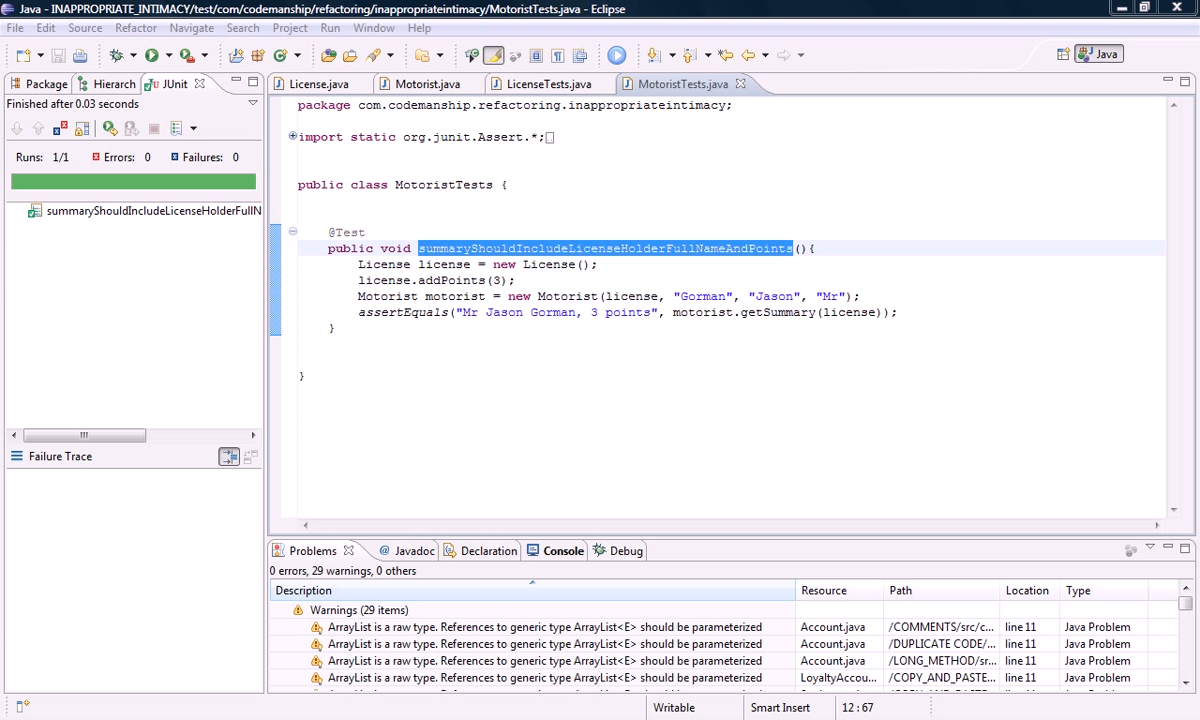 Java - INAPPROPRIATE_INTIMACY/test/com/codemanship/refactoring/inappropriateintimacy/MotoristTests.java - Eclipse
File Edit Source Refactor Navigate Search Project Run Window Help
Java
Package Hierarchy JUnit
License.java Motorist.java LicenseTests.java MotoristTests.java
Finished after 0.03 seconds
Runs: 1/1 Errors: 0 Failures: 0
summaryShouldIncludeLicenseHolderFullN
Failure Trace
package com.codemanship.refactoring.inappropriateintimacy;
import static org.junit.Assert.*;
public class MotoristTests {
@Test
public void summaryShouldIncludeLicenseHolderFullNameAndPoints(){
License license = new License();
license.addPoints(3);
Motorist motorist = new Motorist(license, "Gorman", "Jason", "Mr");
assertEquals("Mr Jason Gorman, 3 points", motorist.getSummary(license));
}
}
Problems @ Javadoc Declaration Console Debug
0 errors, 29 warnings, 0 others
Description Resource Path Location Type
Warnings (29 items)
ArrayList is a raw type. References to generic type ArrayList<E> should be parameterized Account.java /COMMENTS/src/c... line 11 Java Problem
ArrayList is a raw type. References to generic type ArrayList<E> should be parameterized Account.java /DUPLICATE CODE/... line 11 Java Problem
ArrayList is a raw type. References to generic type ArrayList<E> should be parameterized Account.java /LONG_METHOD/sr... line 11 Java Problem
ArrayList is a raw type. References to generic type ArrayList<E> should be parameterized LoyaltyAccou... /COPY_AND_PASTE... line 11 Java Problem
Writable Smart Insert 12 : 67